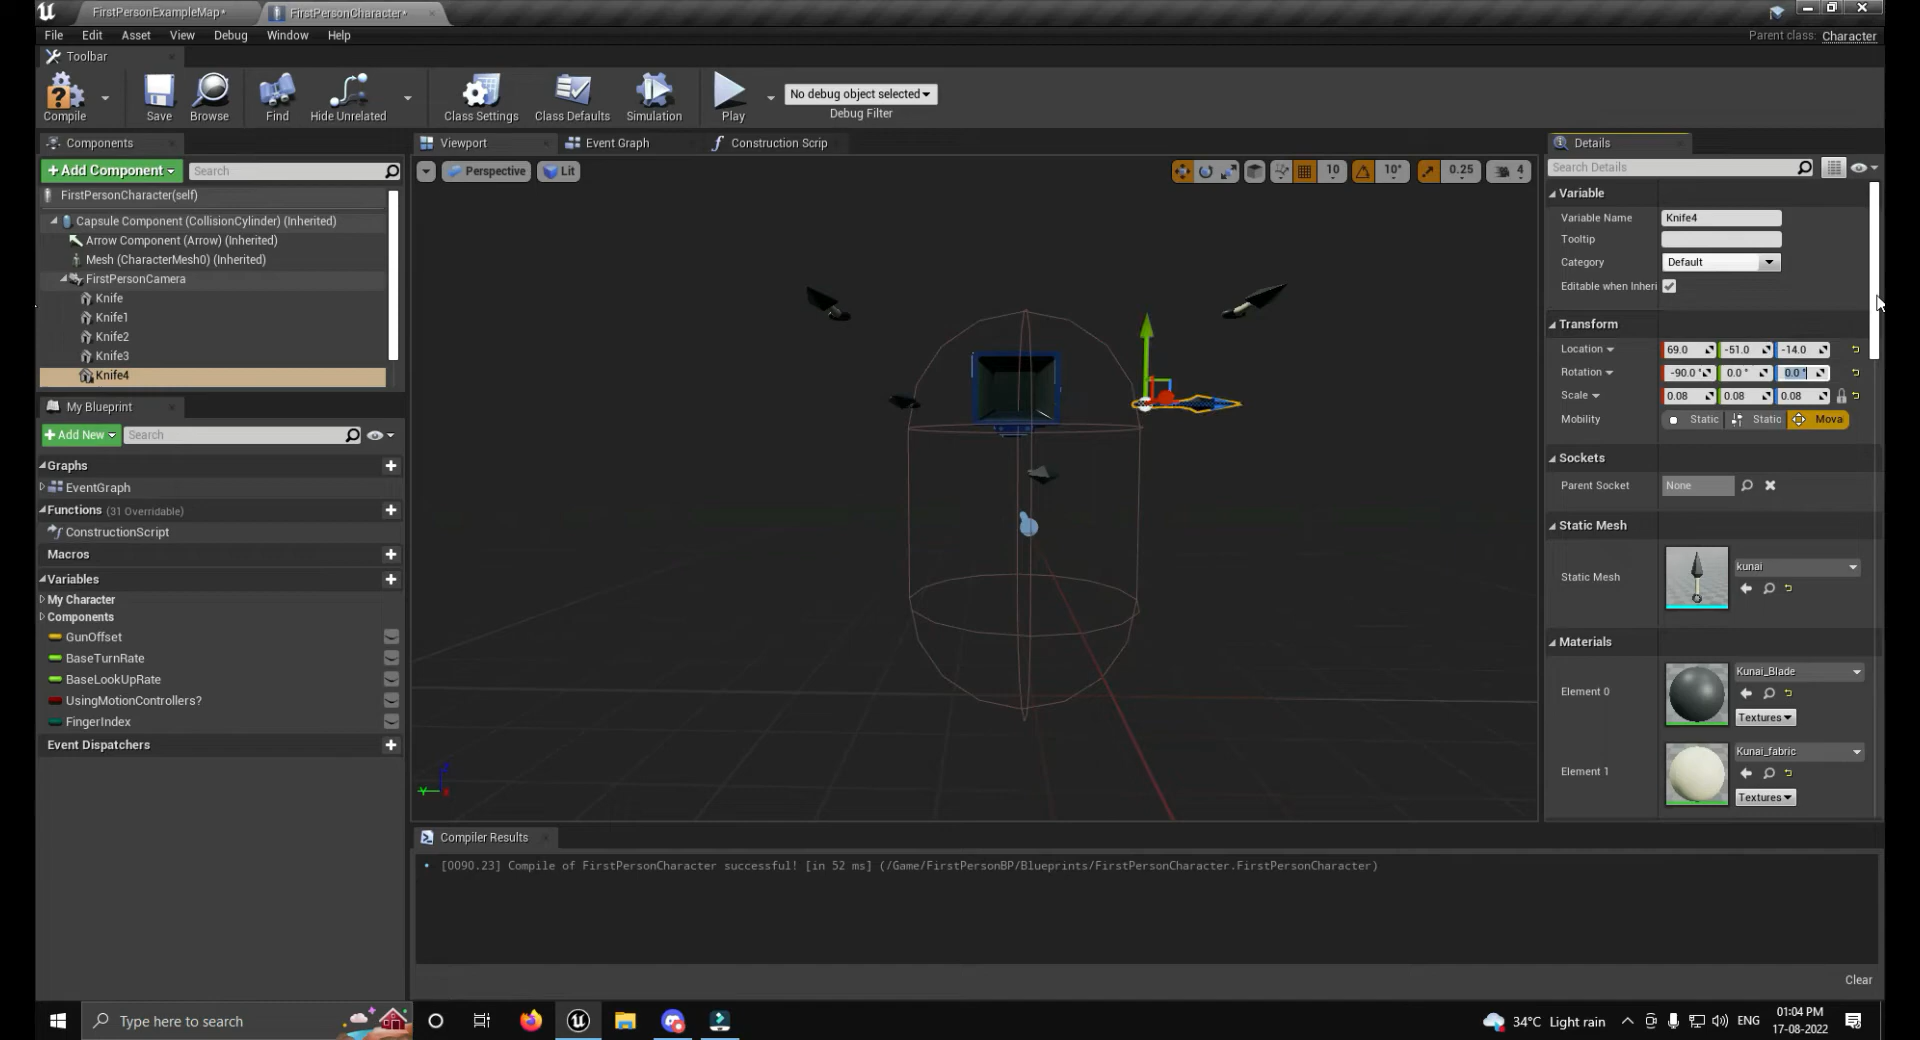 FirstPersonExampleMap*
FirstPersonCharacter*
File Edit Asset View Debug Window Help
Parent class: Character
Toolbar
Compile
Save
Browse
Find
Hide Unrelated
Class Settings
Class Defaults
Simulation
Play
No debug object selected
Debug Filter
Components
+ Add Component
Search
FirstPersonCharacter(self)
Capsule Component (CollisionCylinder) (Inherited)
Arrow Component (Arrow) (Inherited)
Mesh (CharacterMesh0) (Inherited)
FirstPersonCamera
Knife
Knife1
Knife2
Knife3
Knife4
My Blueprint
+ Add New
Search
Graphs
EventGraph
Functions (31 Overridable)
ConstructionScript
Macros
Variables
My Character
Components
GunOffset
BaseTurnRate
BaseLookUpRate
UsingMotionControllers?
FingerIndex
Event Dispatchers
Viewport
Event Graph
Construction Scrip
Perspective
Lit
10
10°
0.25
4
Compiler Results
[0090.23] Compile of FirstPersonCharacter successful! [in 52 ms] (/Game/FirstPersonBP/Blueprints/FirstPersonCharacter.FirstPersonCharacter)
Clear
Details
Search Details
Variable
Variable Name Knife4
Tooltip
Category Default
Editable when Inheri
Transform
Location 69.0 -51.0 -14.0
Rotation -90.0 ° 0.0 ° 0.0 °
Scale 0.08 0.08 0.08
Mobility Static Static Mova
Sockets
Parent Socket None
Static Mesh
Static Mesh kunai
Materials
Element 0 Kunai_Blade
Textures
Element 1 Kunai_fabric
Textures
Type here to search
34°C Light rain
ENG
01:04 PM
17-08-2022